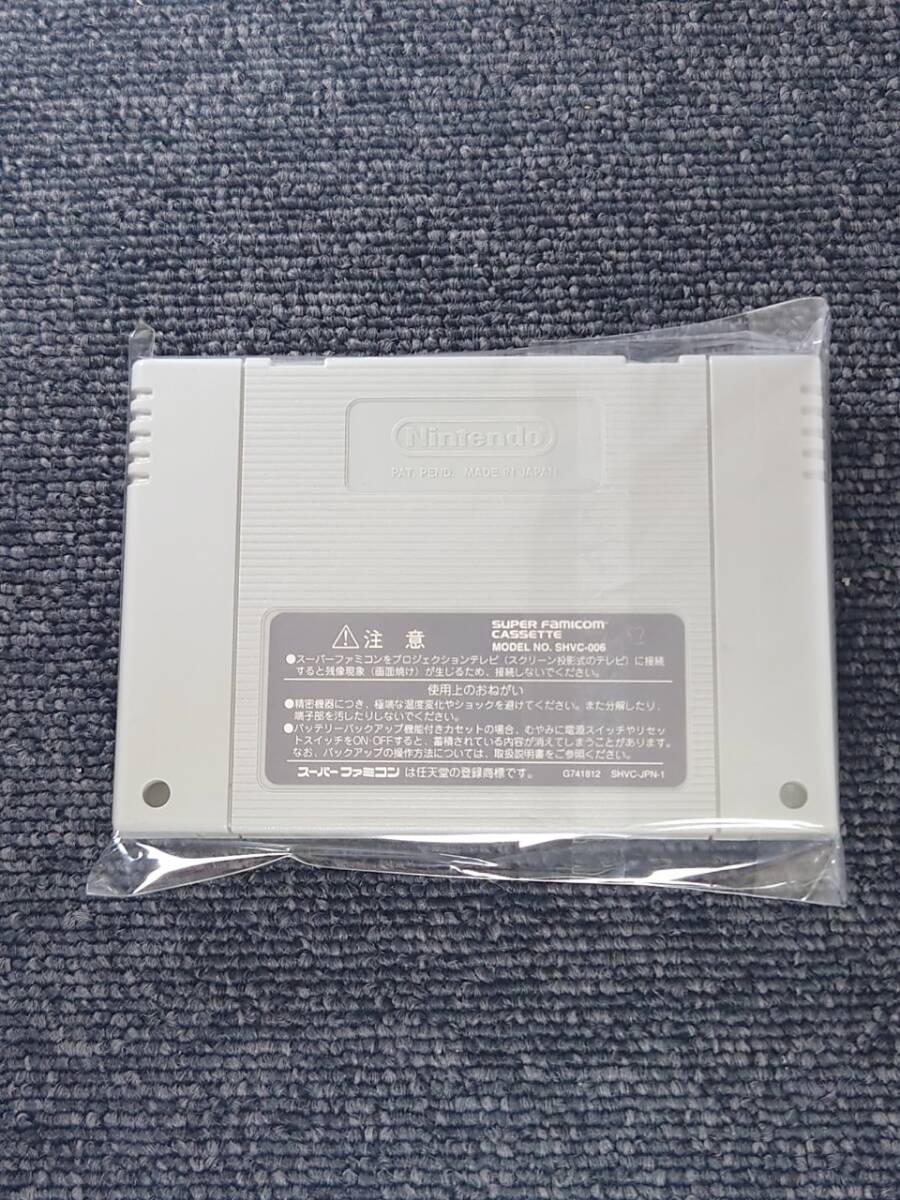 Nintendo
PAT. PEND. MADE IN JAPAN
⚠注 意
SUPER FAMICOM
CASSETTE
MODEL NO. SHVC-006
●スーパーファミコンをプロジェクションテレビ（スクリーン投影式のテレビ）に接続
すると残像現象（画面焼け）が生じるため、接続しないでください。
使用上のおねがい
●精密機器につき、極端な温度変化やショックを避けてください。また分解したり、
端子部を汚したりしないでください。
●バッテリーバックアップ機能付きカセットの場合、むやみに電源スイッチやリセッ
トスイッチをON・OFFすると、蓄積されている内容が消えてしまうことがあります。
なお、バックアップの操作方法については、取扱説明書をご参照ください。
スーパーファミコン は任天堂の登録商標です。 G741812 SHVC-JPN-1